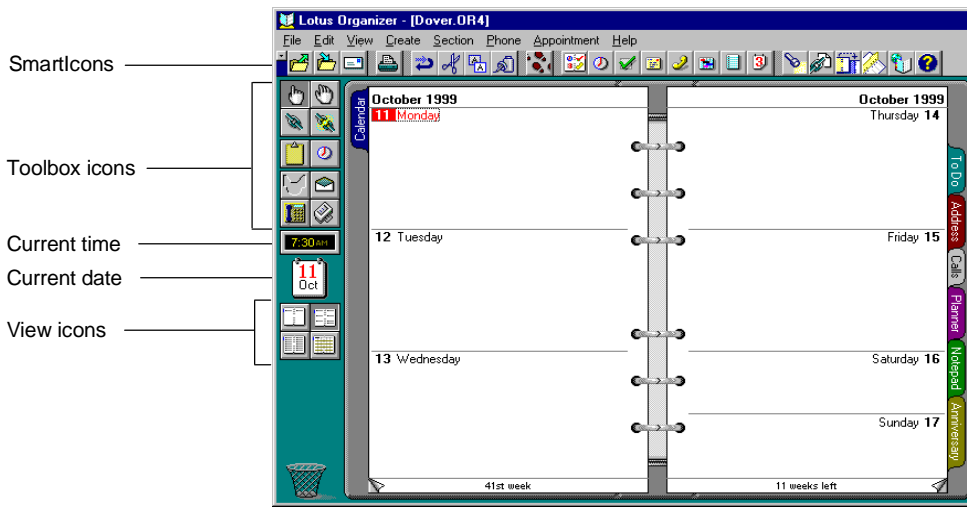 Lotus Organizer - [Dover.OR4]
File Edit View Create Section Phone Appointment Help
SmartIcons
3
?
Toolbox icons
Current time
Current date
View icons
7:30 AM
11
Oct
Calendar
October 1999
11 Monday
12 Tuesday
13 Wednesday
41st week
October 1999
Thursday 14
Friday 15
Saturday 16
Sunday 17
11 weeks left
To Do
Address
Calls
Planner
Notepad
Anniversary